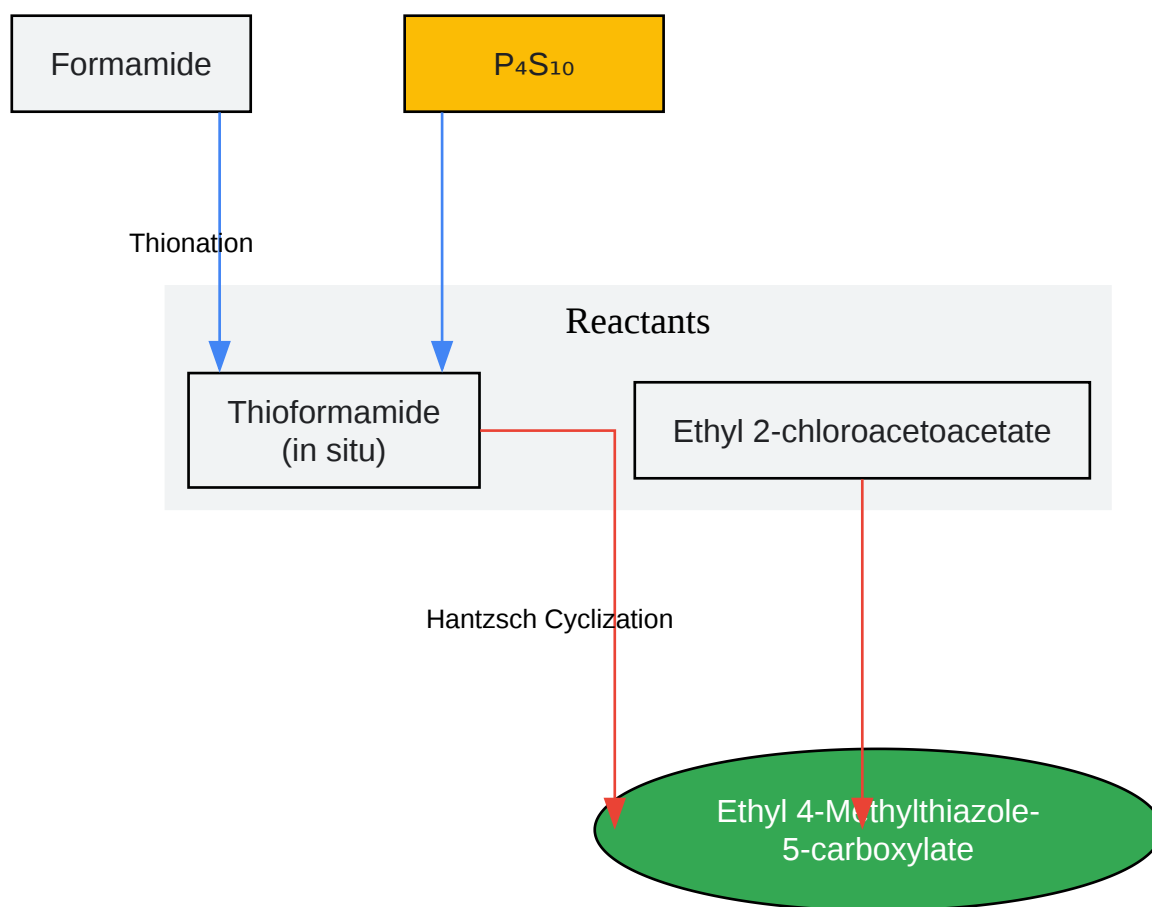 Formamide
P₄S₁₀
Thionation
Reactants
Thioformamide
(in situ)
Ethyl 2-chloroacetoacetate
Hantzsch Cyclization
Ethyl 4-Methylthiazole-
5-carboxylate